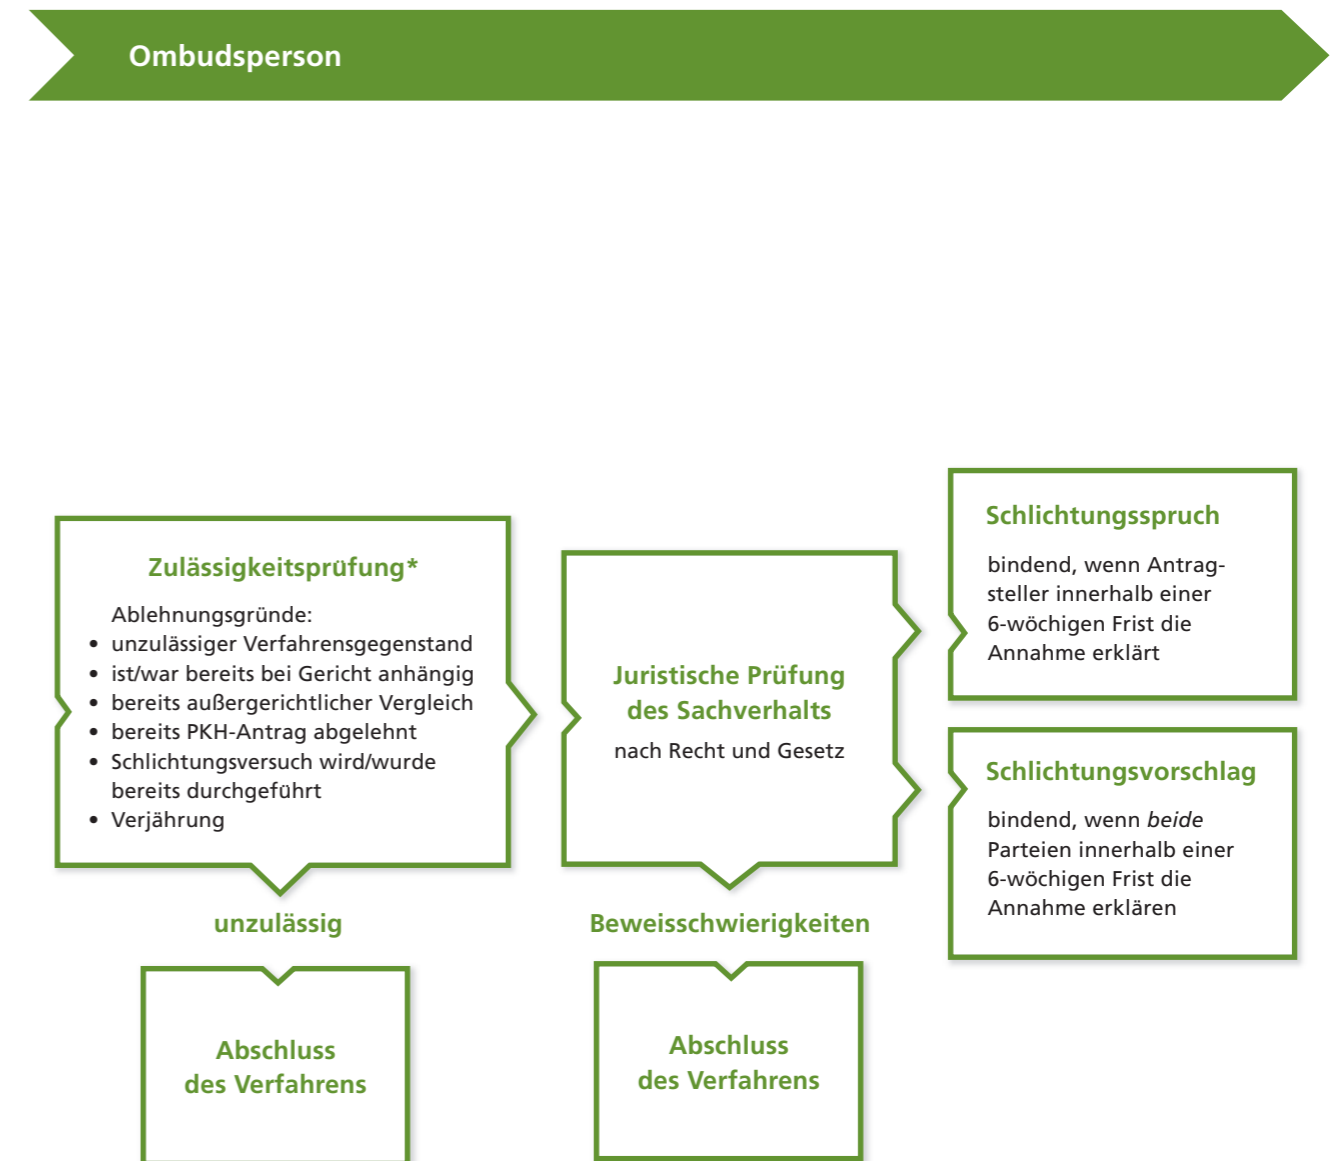 Ombudsperson
Zulässigkeitsprüfung*
Ablehnungsgründe:
• unzulässiger Verfahrensgegenstand
• ist/war bereits bei Gericht anhängig
• bereits außergerichtlicher Vergleich
• bereits PKH-Antrag abgelehnt
• Schlichtungsversuch wird/wurde
bereits durchgeführt
• Verjährung
unzulässig
Abschluss
des Verfahrens
Juristische Prüfung
des Sachverhalts
nach Recht und Gesetz
Beweisschwierigkeiten
Abschluss
des Verfahrens
Schlichtungsspruch
bindend, wenn Antrag-
steller innerhalb einer
6-wöchigen Frist die
Annahme erklärt
Schlichtungsvorschlag
bindend, wenn beide
Parteien innerhalb einer
6-wöchigen Frist die
Annahme erklären